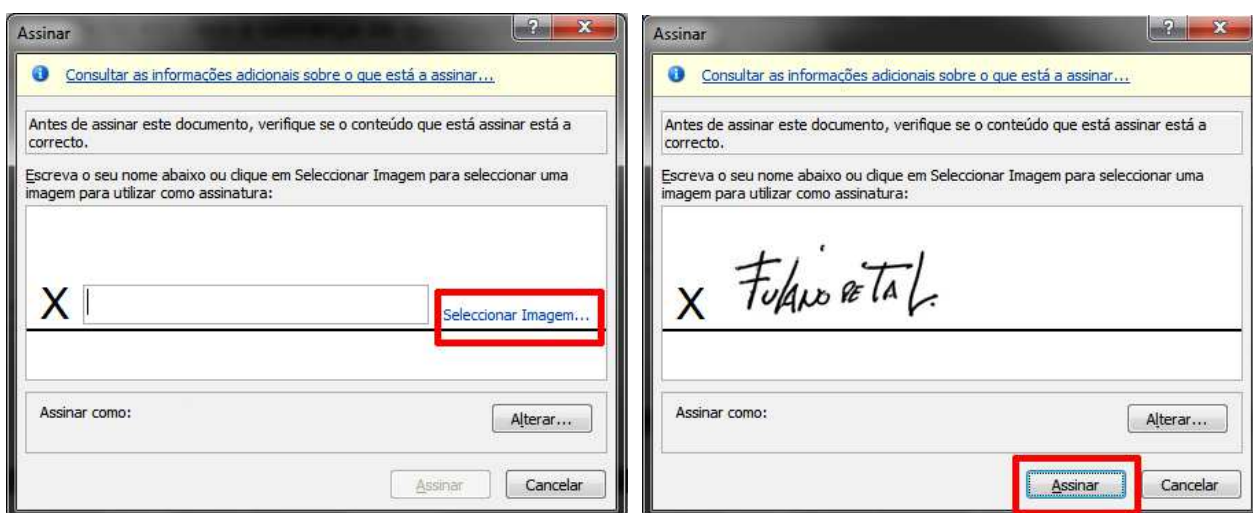 Assinar
Consultar as informações adicionais sobre o que está a assinar...
Antes de assinar este documento, verifique se o conteúdo que está assinar está a
correcto.
Escreva o seu nome abaixo ou clique em Seleccionar Imagem para seleccionar uma
imagem para utilizar como assinatura:
X
Seleccionar Imagem...
Assinar como:
Alterar...
Assinar
Cancelar
Assinar
Consultar as informações adicionais sobre o que está a assinar...
Antes de assinar este documento, verifique se o conteúdo que está assinar está a
correcto.
Escreva o seu nome abaixo ou clique em Seleccionar Imagem para seleccionar uma
imagem para utilizar como assinatura:
X Fulano de Tal.
Assinar como:
Alterar...
Assinar
Cancelar